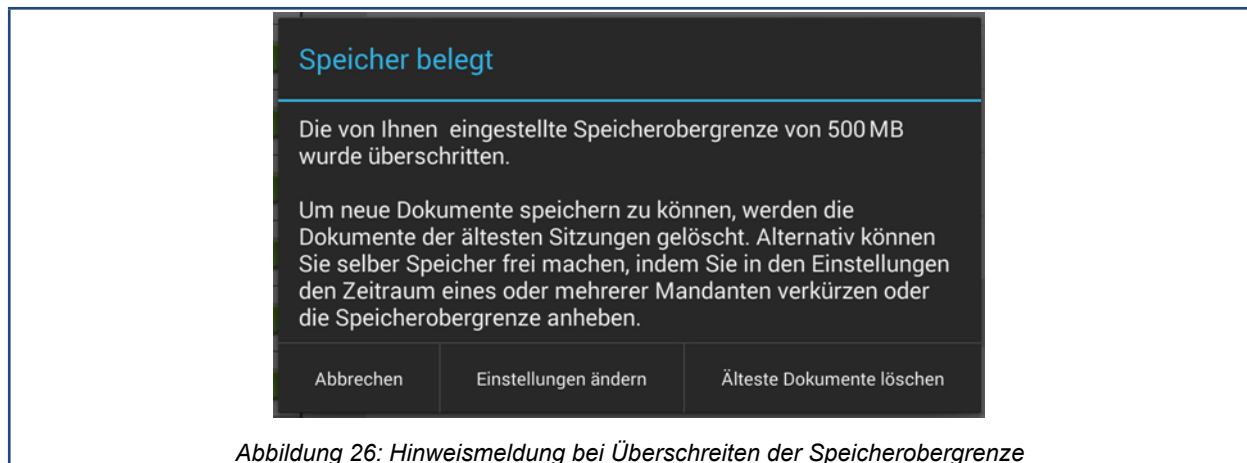 Speicher belegt
Die von Ihnen eingestellte Speicherobergrenze von 500 MB
wurde überschritten.
Um neue Dokumente speichern zu können, werden die
Dokumente der ältesten Sitzungen gelöscht. Alternativ können
Sie selber Speicher frei machen, indem Sie in den Einstellungen
den Zeitraum eines oder mehrerer Mandanten verkürzen oder
die Speicherobergrenze anheben.
Abbrechen Einstellungen ändern Älteste Dokumente löschen
Abbildung 26: Hinweismeldung bei Überschreiten der Speicherobergrenze